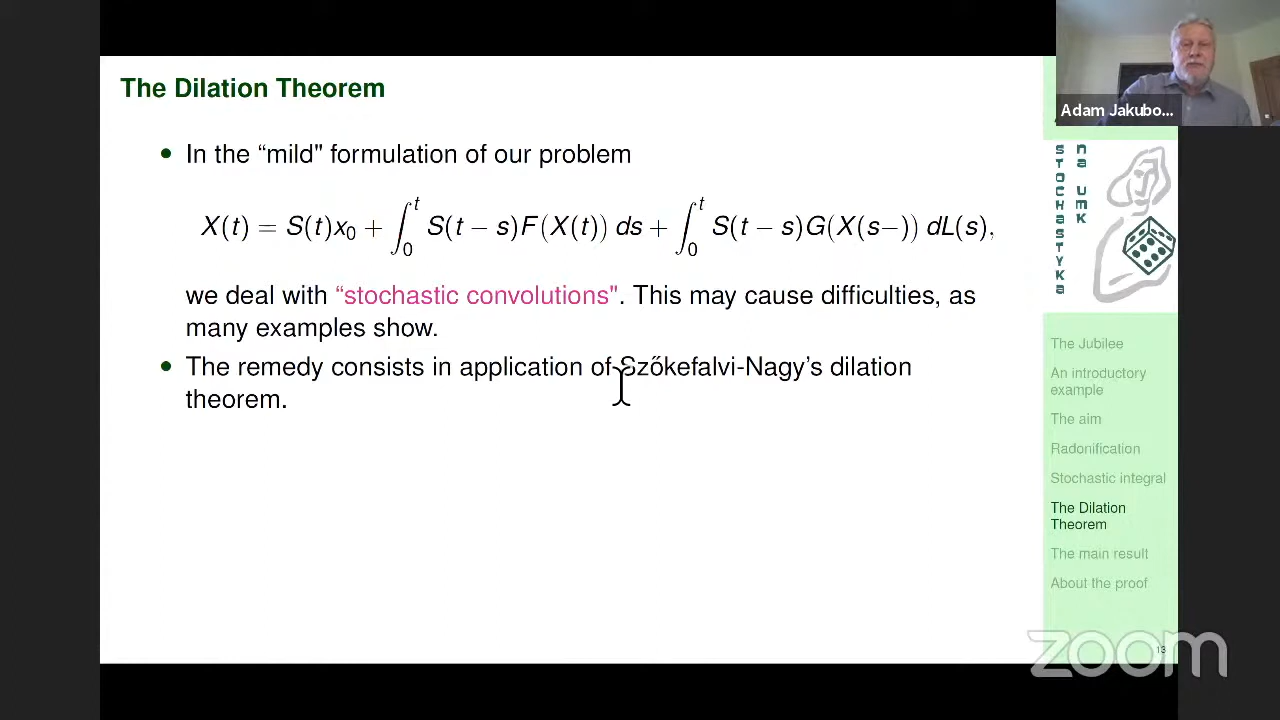 The Dilation Theorem
• In the “mild" formulation of our problem
X(t) = S(t)x₀ + ∫₀ᵗ S(t − s)F(X(t)) ds + ∫₀ᵗ S(t − s)G(X(s−)) dL(s),
we deal with “stochastic convolutions". This may cause difficulties, as
many examples show.
• The remedy consists in application of Szőkefalvi-Nagy's dilation
theorem.
Adam Jakubo...
STOCHASTYKA
na UMK
The Jubilee
An introductory
example
The aim
Radonification
Stochastic integral
The Dilation
Theorem
The main result
About the proof
13
zoom